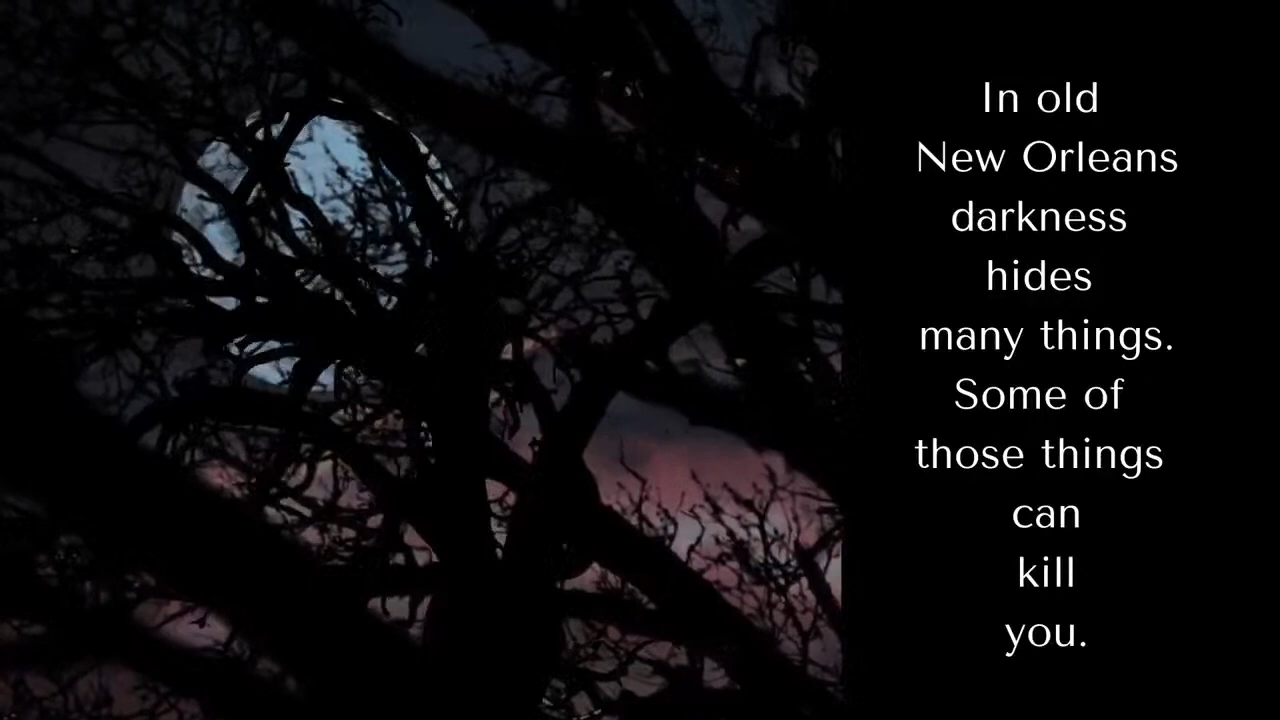 In old
New Orleans
darkness
hides
many things.
Some of
those things
can
kill
you.